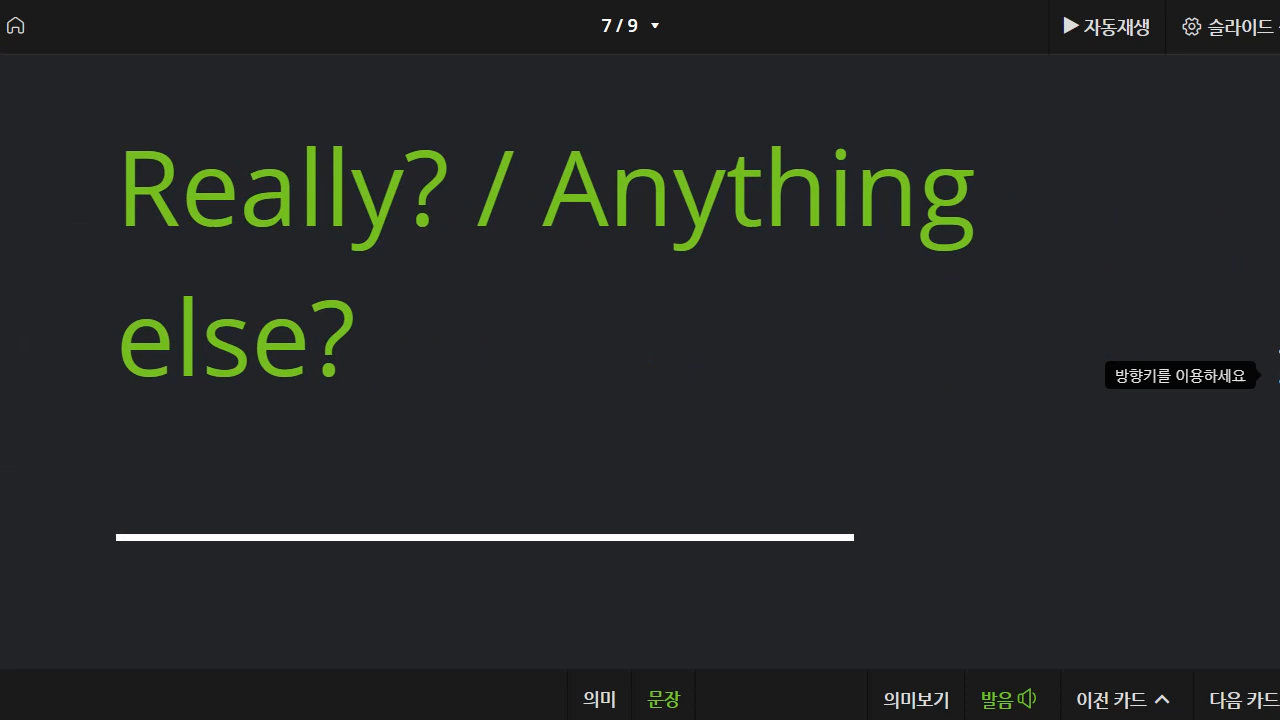 7 / 9
자동재생
슬라이드
Really? / Anything
else?
방향키를 이용하세요
의미
문장
의미보기
발음
이전 카드
다음 카드